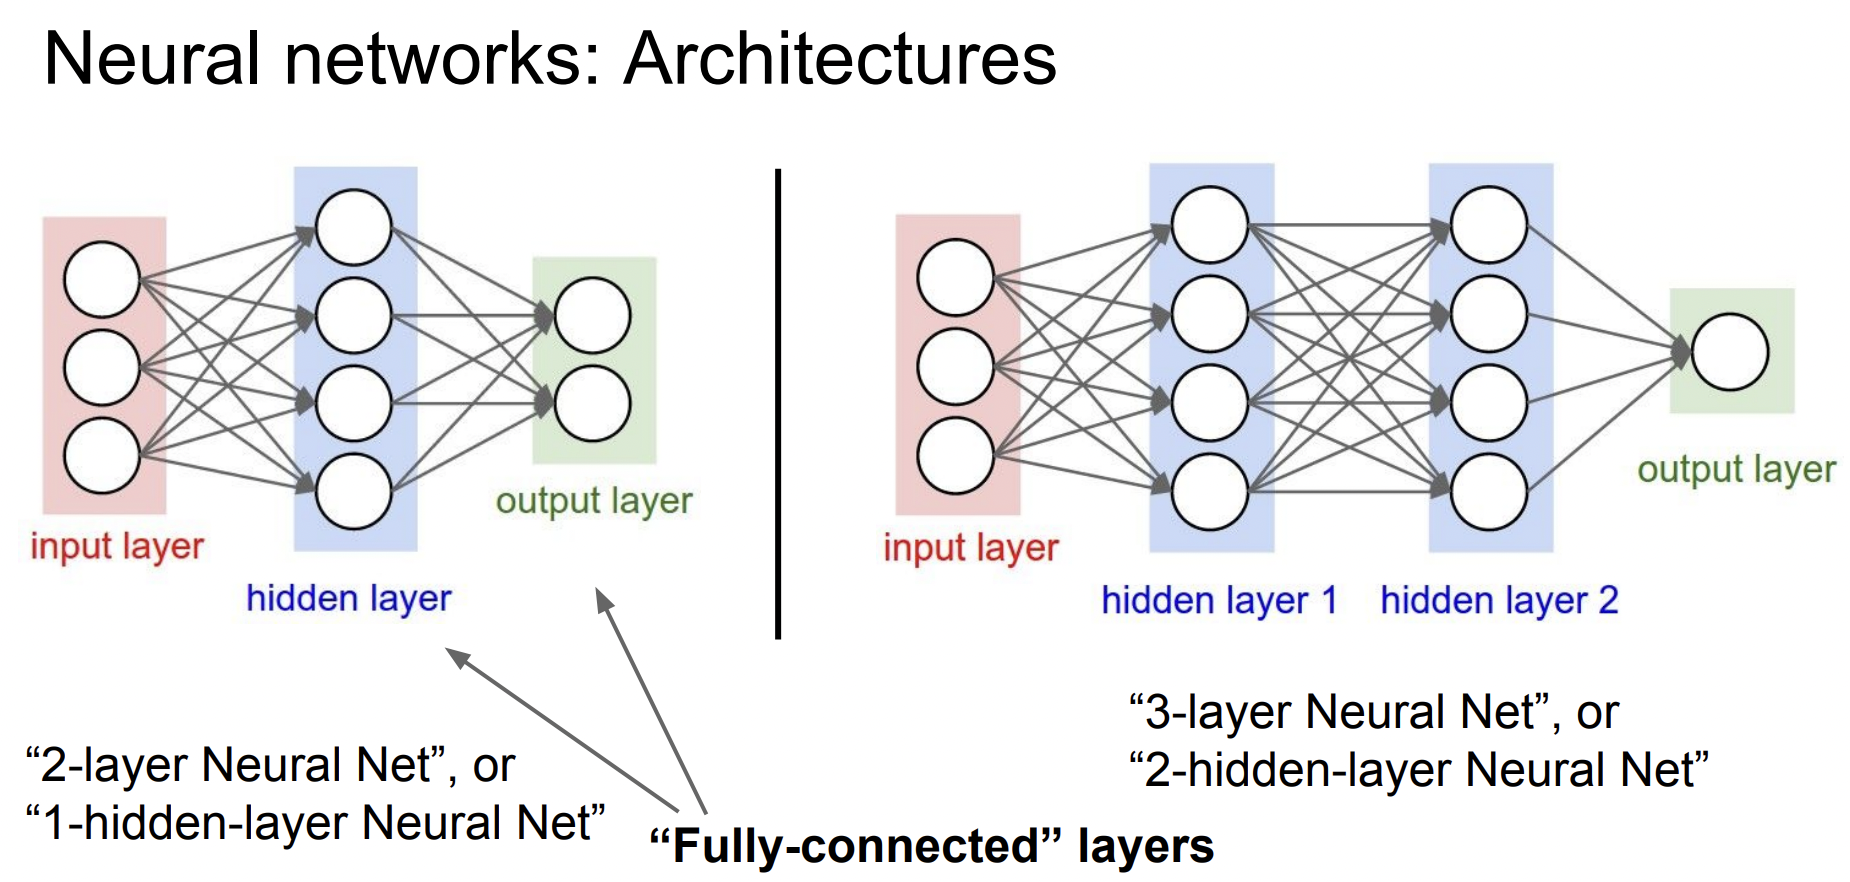 Neural networks: Architectures
input layer
hidden layer
output layer
“2-layer Neural Net”, or
“1-hidden-layer Neural Net”
“Fully-connected” layers
input layer
hidden layer 1
hidden layer 2
output layer
“3-layer Neural Net”, or
“2-hidden-layer Neural Net”